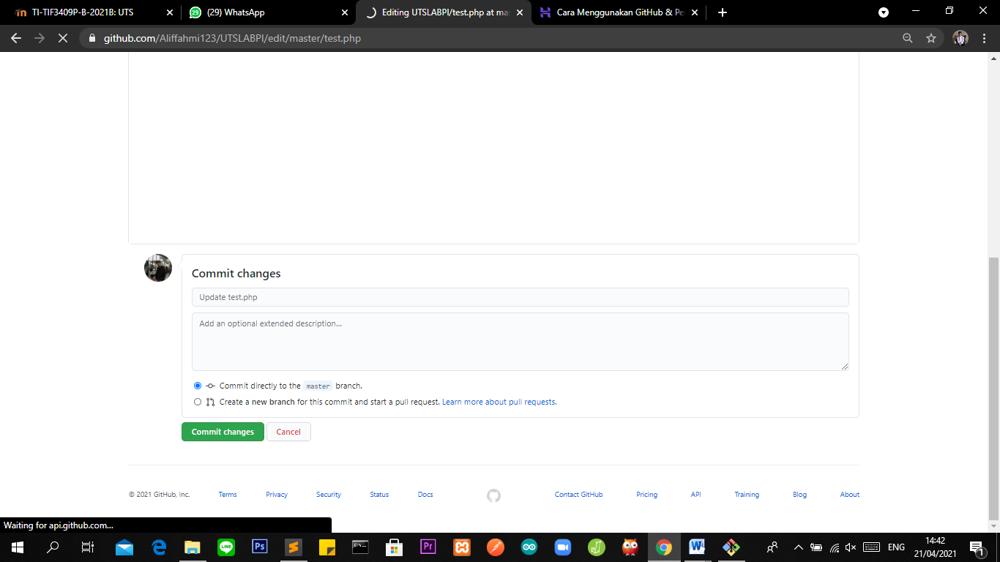 TI-TIF3409P-B-2021B: UTS
(29) WhatsApp
Editing UTSLABPI/test.php at mas
Cara Menggunakan GitHub & Pe
github.com/Aliffahmi123/UTSLABPI/edit/master/test.php
Commit changes
Update test.php
Add an optional extended description...
Commit directly to the master branch.
Create a new branch for this commit and start a pull request. Learn more about pull requests.
Commit changes
Cancel
© 2021 GitHub, Inc.
Terms
Privacy
Security
Status
Docs
Contact GitHub
Pricing
API
Training
Blog
About
Waiting for api.github.com...
LINE
Ps
Pr
W
ENG
14:42
21/04/2021
1